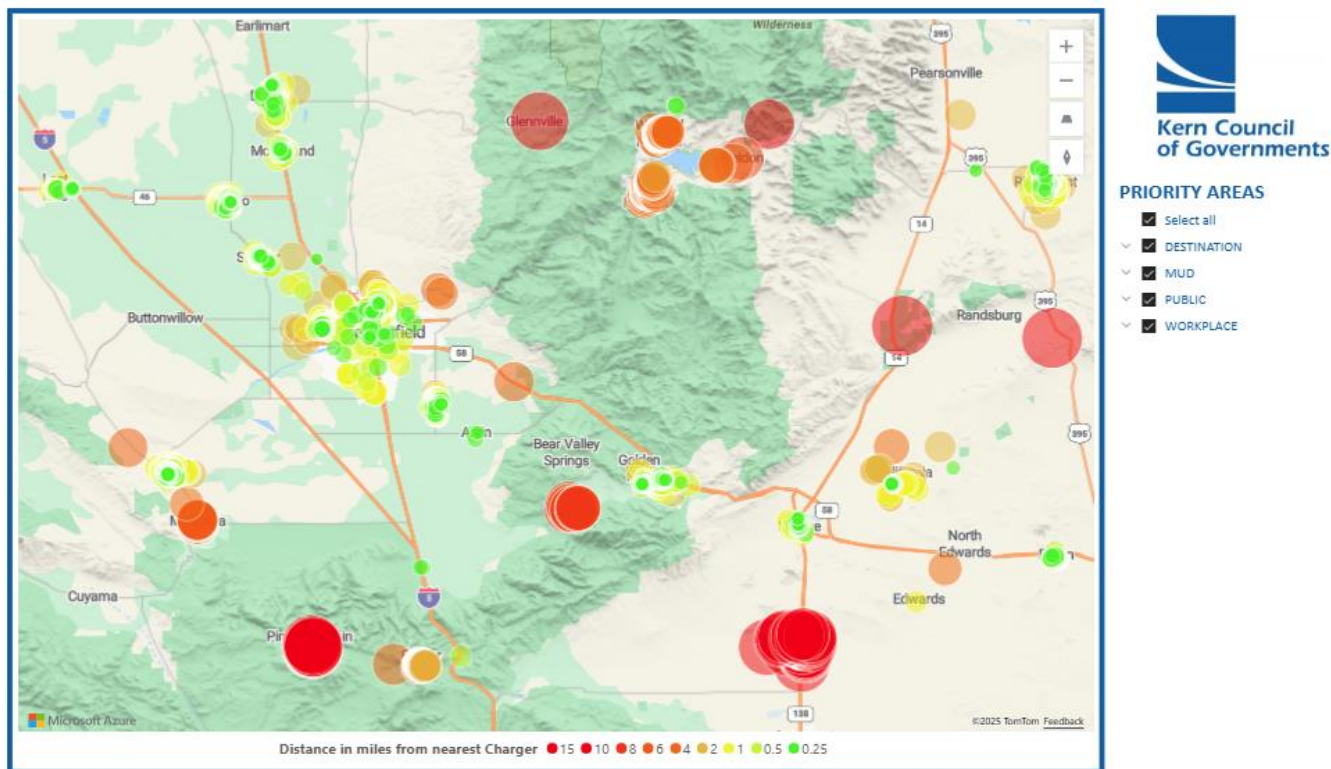 Earlimart
Wilderness
395
Pearsonville
Glennville
5
395
46
14
Buttonwillow
Randsburg
395
58
14
Bear Valley
Springs
Golden
395
58
North
Edwards
Cuyama
5
Edwards
138
Microsoft Azure
©2025 TomTom Feedback
Distance in miles from nearest Charger 15 10 8 6 4 2 1 0.5 0.25
Kern Council
of Governments
PRIORITY AREAS
Select all
DESTINATION
MUD
PUBLIC
WORKPLACE